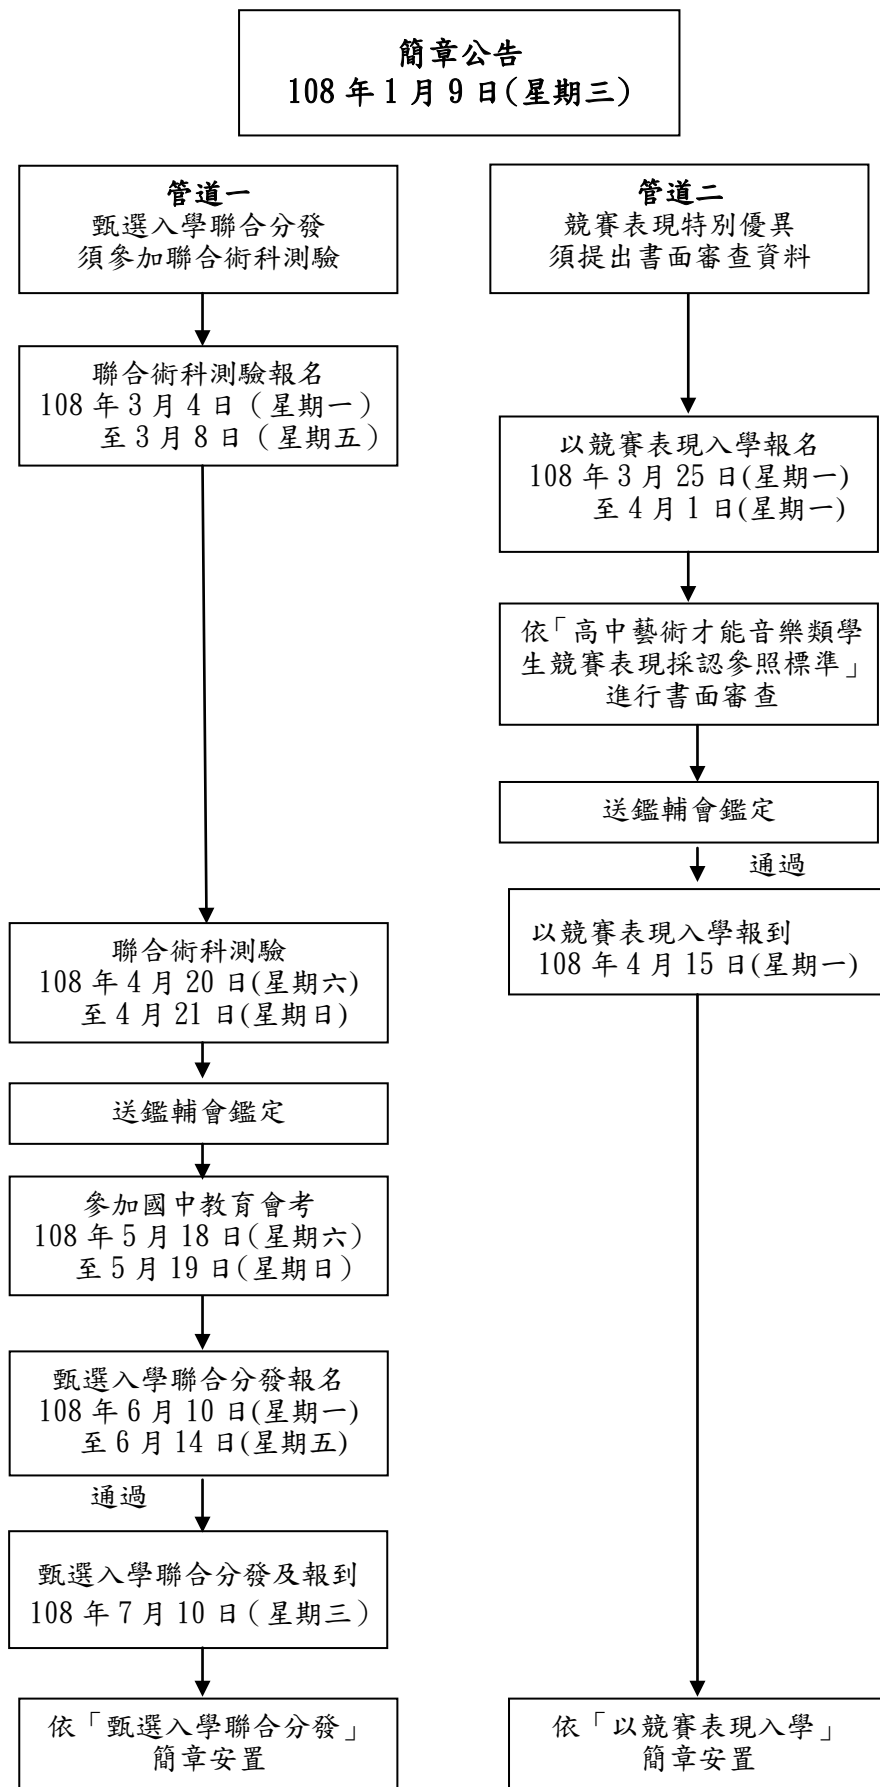 簡章公告
108 年 1 月 9 日(星期三)
管道一
甄選入學聯合分發
須參加聯合術科測驗
聯合術科測驗報名
108 年 3 月 4 日（星期一）
至 3 月 8 日（星期五）
聯合術科測驗
108 年 4 月 20 日(星期六)
至 4 月 21 日(星期日)
送鑑輔會鑑定
參加國中教育會考
108 年 5 月 18 日(星期六）
至 5 月 19 日(星期日）
甄選入學聯合分發報名
108 年 6 月 10 日(星期一)
至 6 月 14 日(星期五)
通過
甄選入學聯合分發及報到
108 年 7 月 10 日（星期三）
依「甄選入學聯合分發」
簡章安置
管道二
競賽表現特別優異
須提出書面審查資料
以競賽表現入學報名
108 年 3 月 25 日(星期一)
至 4 月 1 日(星期一)
依「高中藝術才能音樂類學
生競賽表現採認參照標準」
進行書面審查
送鑑輔會鑑定
通過
以競賽表現入學報到
108 年 4 月 15 日(星期一)
依「以競賽表現入學」
簡章安置